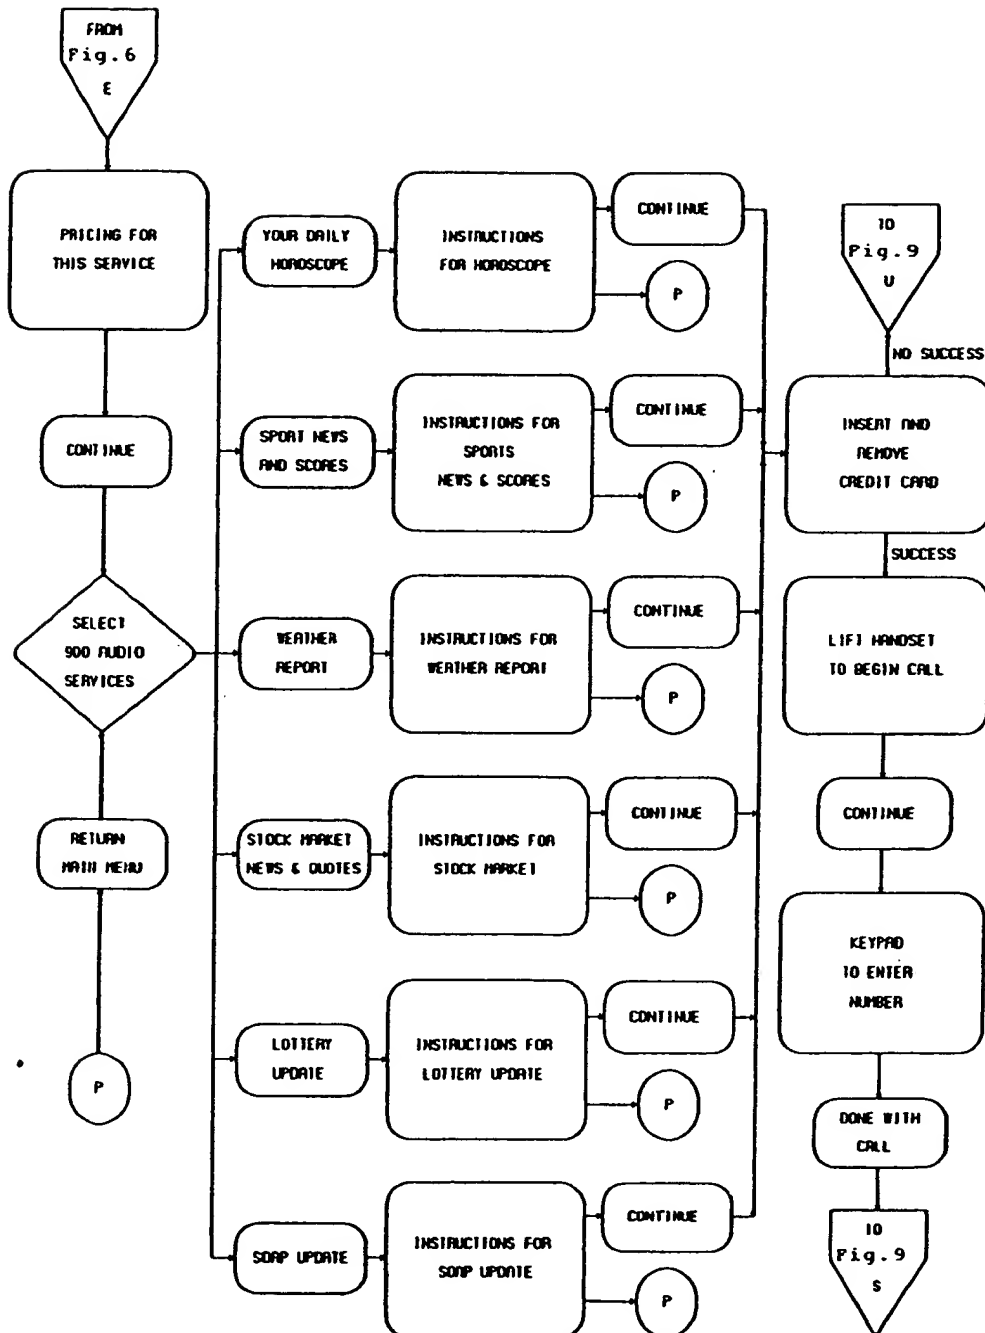 FROM
Fig.6
E
PRICING FOR
THIS SERVICE
CONTINUE
SELECT
900 AUDIO
SERVICES
RETURN
MAIN MENU
P
YOUR DAILY
HOROSCOPE
INSTRUCTIONS
FOR HOROSCOPE
CONTINUE
P
SPORT NEWS
AND SCORES
INSTRUCTIONS FOR
SPORTS
NEWS & SCORES
CONTINUE
P
WEATHER
REPORT
INSTRUCTIONS FOR
WEATHER REPORT
CONTINUE
P
STOCK MARKET
NEWS & QUOTES
INSTRUCTIONS FOR
STOCK MARKET
CONTINUE
P
LOTTERY
UPDATE
INSTRUCTIONS FOR
LOTTERY UPDATE
CONTINUE
P
SOAP UPDATE
INSTRUCTIONS FOR
SOAP UPDATE
CONTINUE
P
TO
Fig.9
U
NO SUCCESS
INSERT AND
REMOVE
CREDIT CARD
SUCCESS
LIFT HANDSET
TO BEGIN CALL
CONTINUE
KEYPAD
TO ENTER
NUMBER
DONE WITH
CALL
TO
Fig.9
S